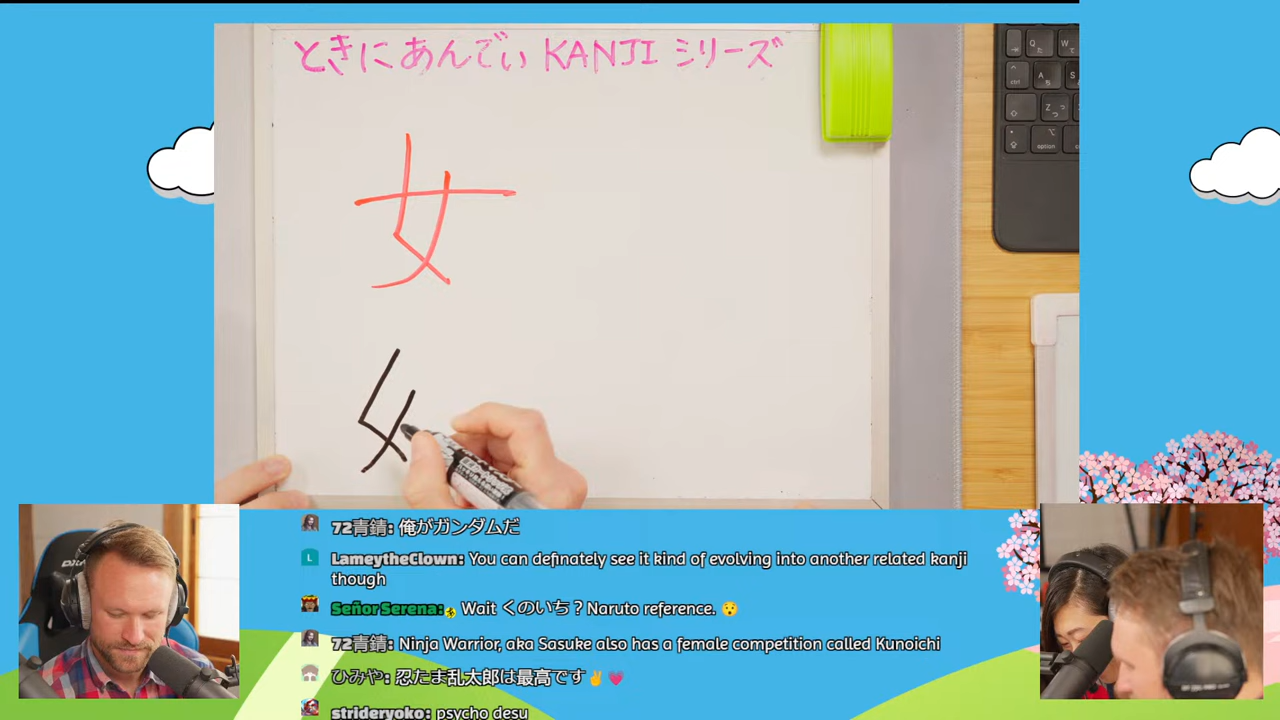 ときにあんでぃ KANJI シリーズ
女
72青錆: 俺がガンダムだ
LameytheClown: You can definately see it kind of evolving into another related kanji
though
Señor Serena: Wait くのいち？Naruto reference. 😯
72青錆: Ninja Warrior, aka Sasuke also has a female competition called Kunoichi
ひみや: 忍たま乱太郎は最高です✌💗
strideryoko: psycho desu